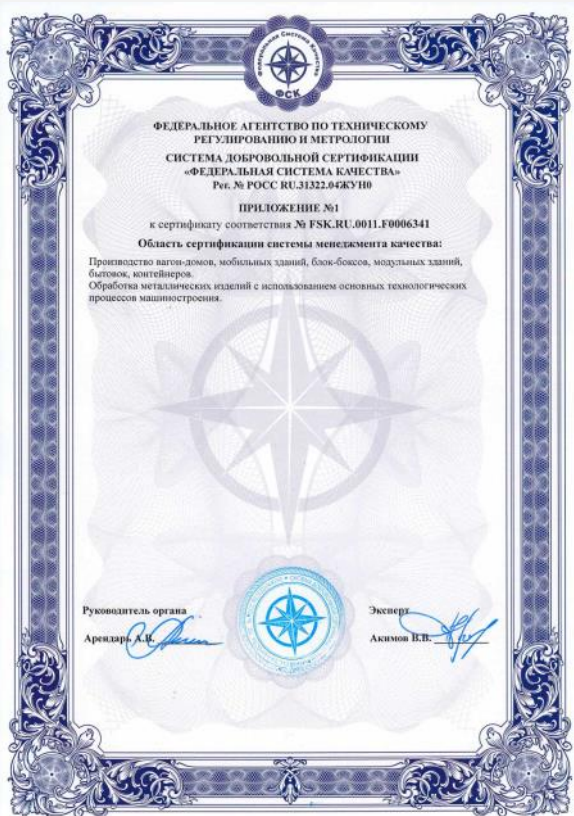 Федеральная Система Качества
ФСК
ФЕДЕРАЛЬНОЕ АГЕНТСТВО ПО ТЕХНИЧЕСКОМУ
РЕГУЛИРОВАНИЮ И МЕТРОЛОГИИ
СИСТЕМА ДОБРОВОЛЬНОЙ СЕРТИФИКАЦИИ
«ФЕДЕРАЛЬНАЯ СИСТЕМА КАЧЕСТВА»
Рег. № РОСС RU.31322.04ЖУН0
ПРИЛОЖЕНИЕ №1
к сертификату соответствия № FSK.RU.0011.F0006341
Область сертификации системы менеджмента качества:
Производство вагон-домов, мобильных зданий, блок-боксов, модульных зданий,
бытовок, контейнеров.
Обработка металлических изделий с использованием основных технологических
процессов машиностроения.
Руководитель органа
Арендарь А.В.
Эксперт
Акимов В.В.